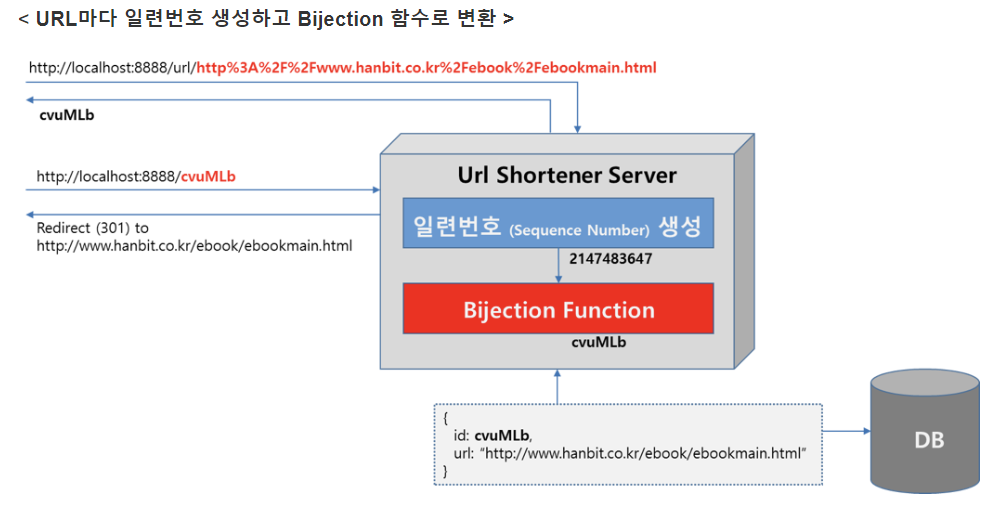 < URL마다 일련번호 생성하고 Bijection 함수로 변환 >
http://localhost:8888/url/http%3A%2F%2Fwww.hanbit.co.kr%2Febook%2Febookmain.html
cvuMLb
http://localhost:8888/cvuMLb
Redirect (301) to
http://www.hanbit.co.kr/ebook/ebookmain.html
Url Shortener Server
일련번호 (Sequence Number) 생성
2147483647
Bijection Function
cvuMLb
{
id: cvuMLb,
url: “http://www.hanbit.co.kr/ebook/ebookmain.html”
}
DB